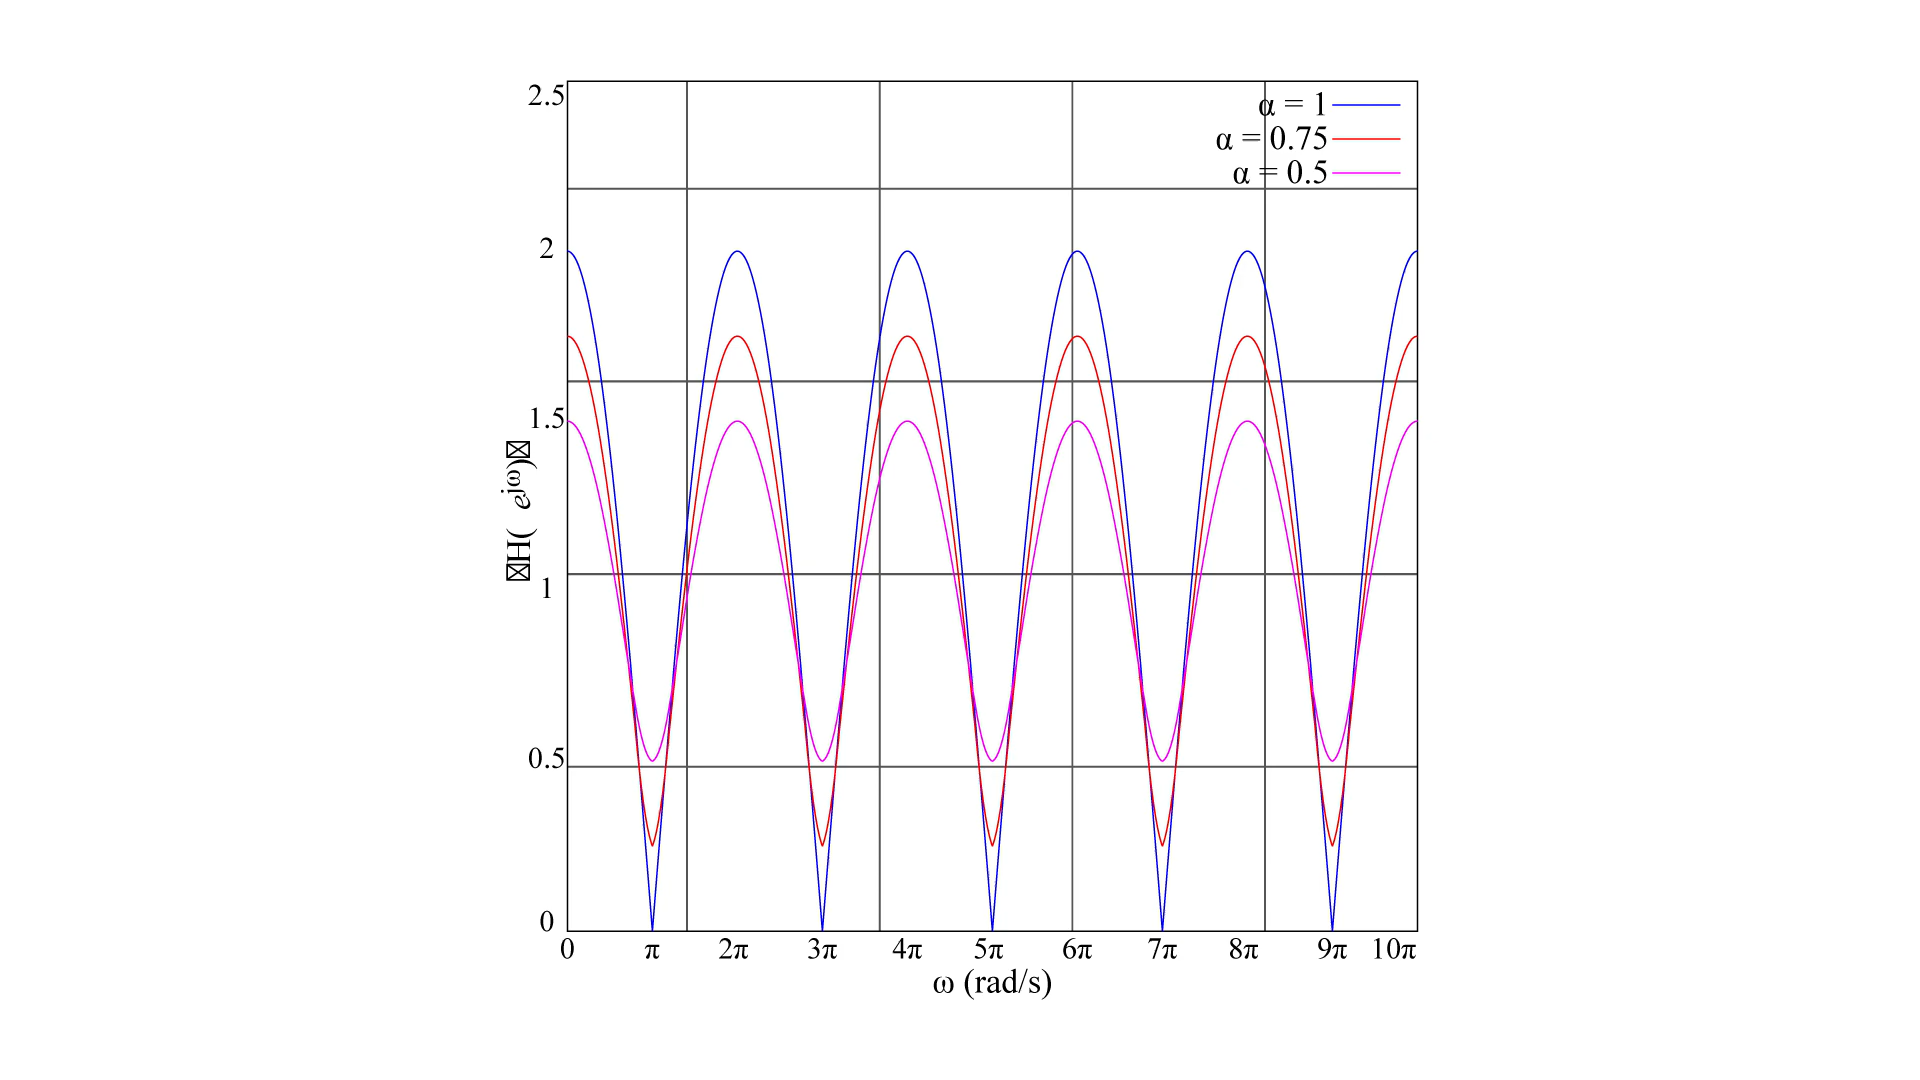 2.5
α = 1
α = 0.75
α = 0.5
2
1.5
|H( e^jω)|
1
0.5
0
0 π 2π 3π 4π 5π 6π 7π 8π 9π 10π
ω (rad/s)